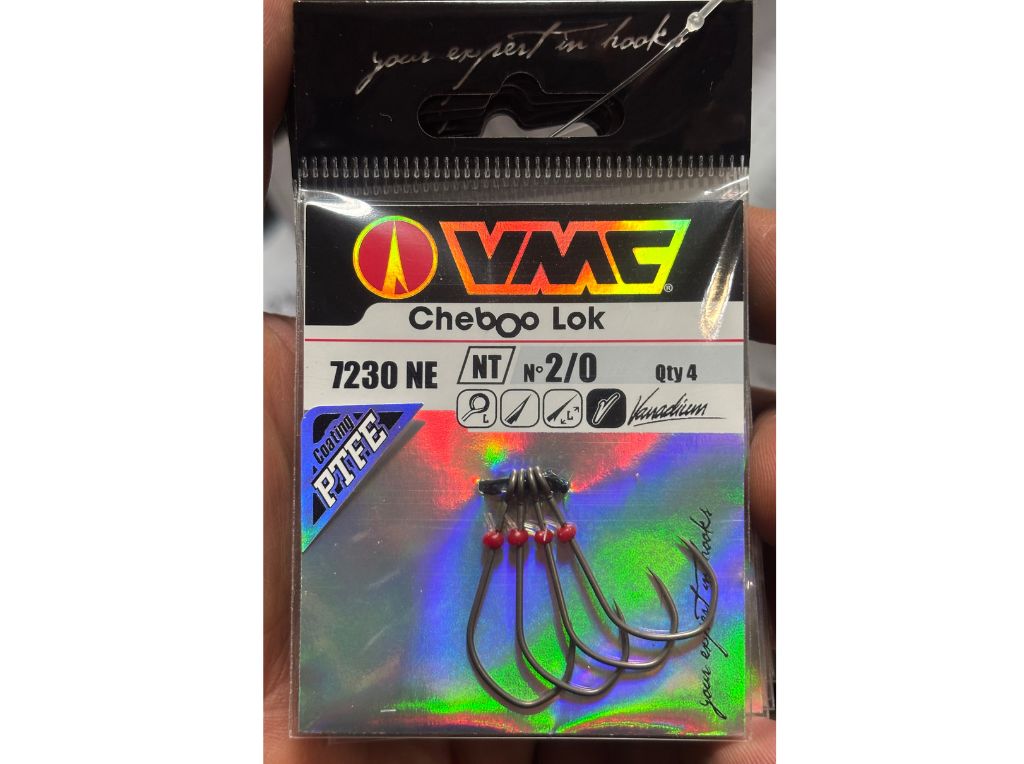 your expert in hooks
VMC®
Cheboo Lok
7230 NE NT N° 2/0 Qty 4
L L Vanadium
Coating
PTFE
your expert in hooks